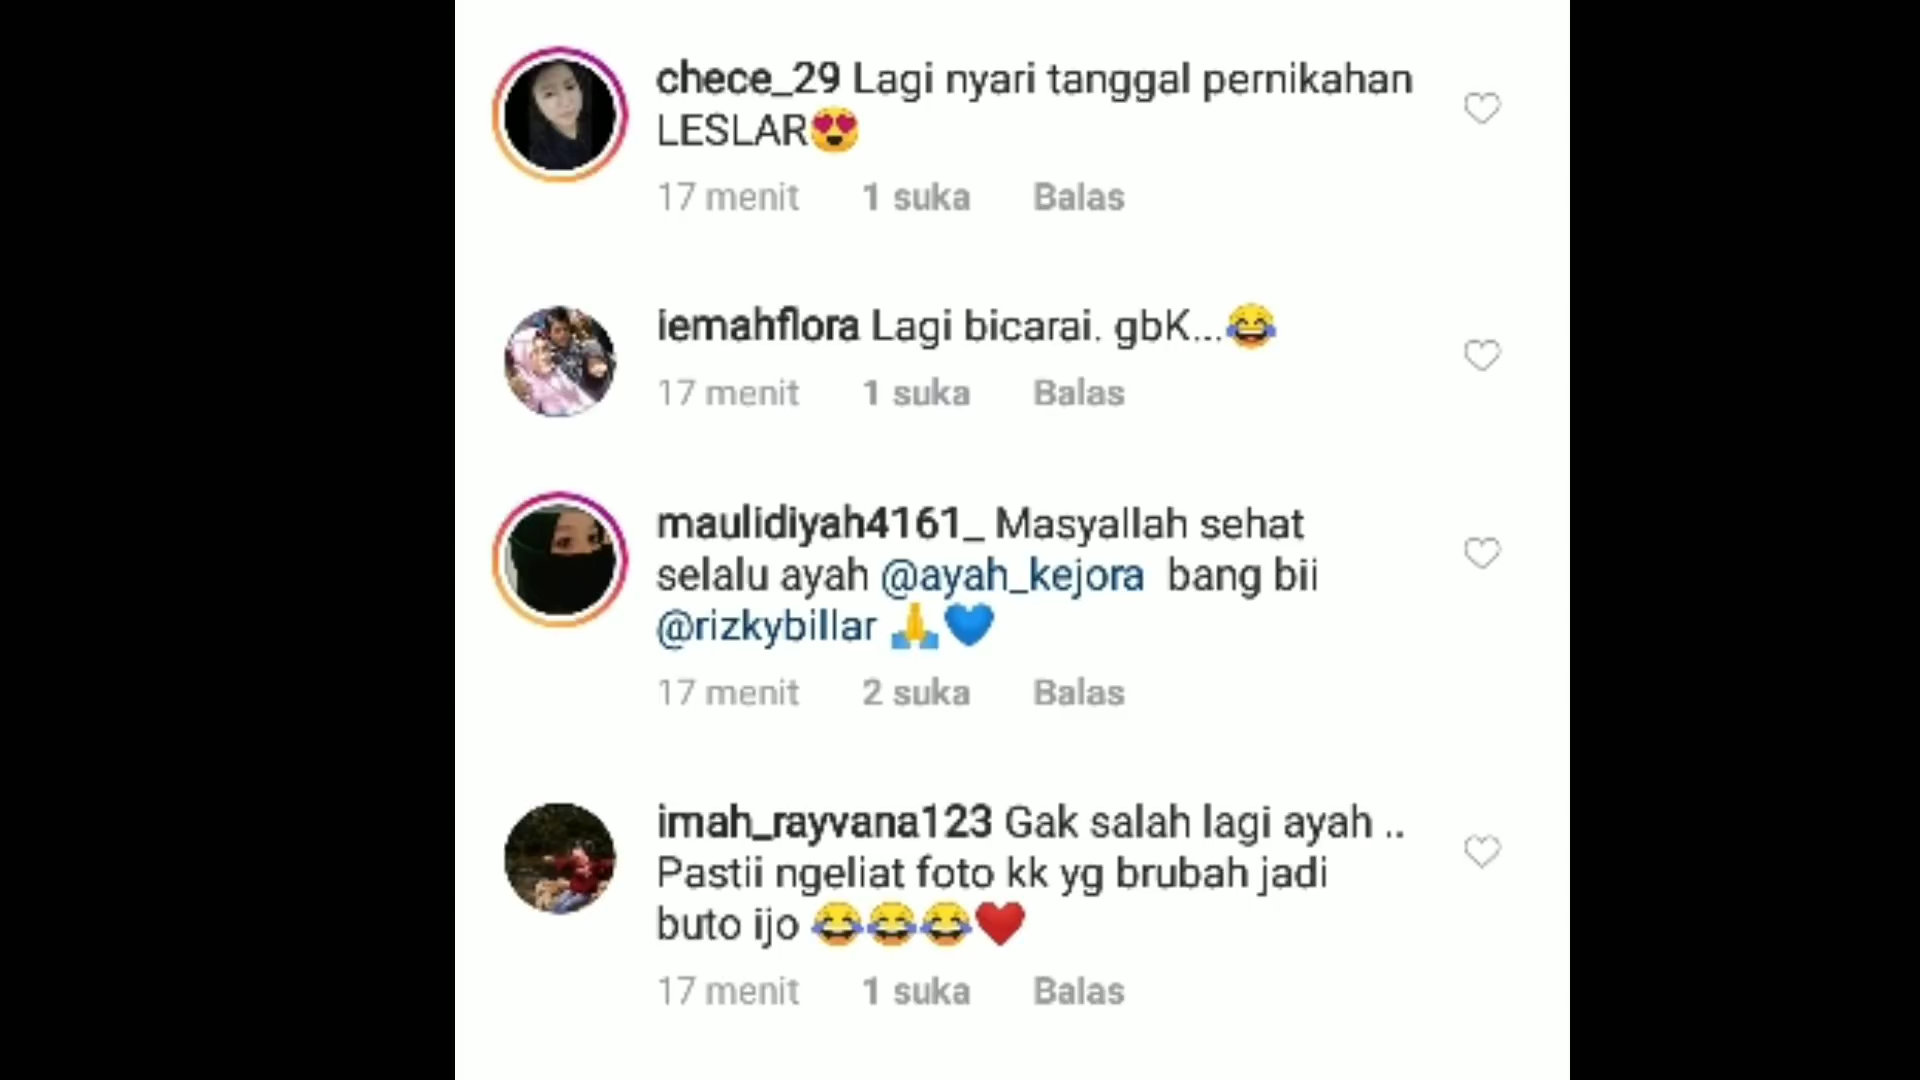 chece_29 Lagi nyari tanggal pernikahan
LESLAR😍
17 menit 1 suka Balas
iemahflora Lagi bicarai. gbK...😂
17 menit 1 suka Balas
maulidiyah4161_ Masyallah sehat
selalu ayah @ayah_kejora bang bii
@rizkybillar 🙏💙
17 menit 2 suka Balas
imah_rayvana123 Gak salah lagi ayah ..
Pastii ngeliat foto kk yg brubah jadi
buto ijo 😂😂😂❤️
17 menit 1 suka Balas